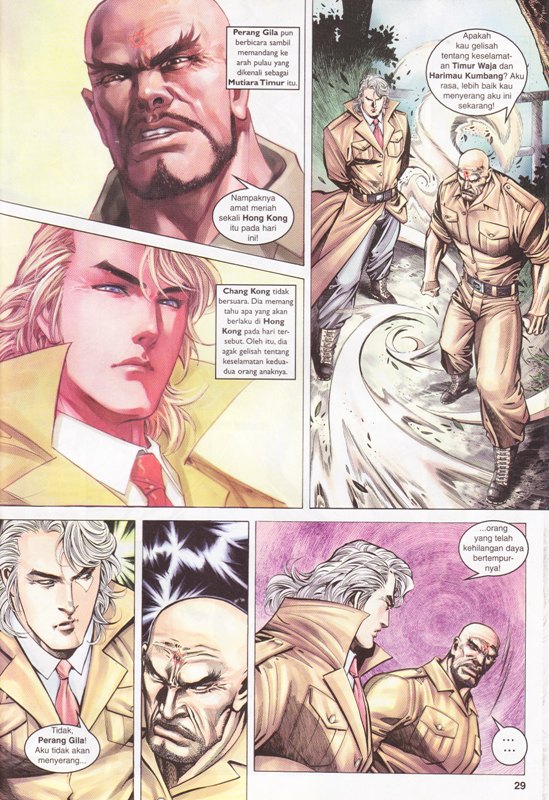 Perang Gila pun
berbicara sambil
memandang ke
arah pulau yang
dikenali sebagai
Mutiara Timur itu.
Nampaknya
amat meriah
sekali Hong Kong
itu pada hari
ini!
Apakah
kau gelisah
tentang keselamat-
an Timur Waja dan
Harimau Kumbang? Aku
rasa, lebih baik kau
menyerang aku ini
sekarang!
Chang Kong tidak
bersuara. Dia memang
tahu apa yang akan
berlaku di Hong
Kong pada hari ter-
sebut. Oleh itu, dia
agak gelisah tentang
keselamatan kedua-
dua orang anaknya.
Tidak,
Perang Gila!
Aku tidak akan
menyerang...
...orang
yang telah
kehilangan daya
bertempur-
nya!
...
...
29